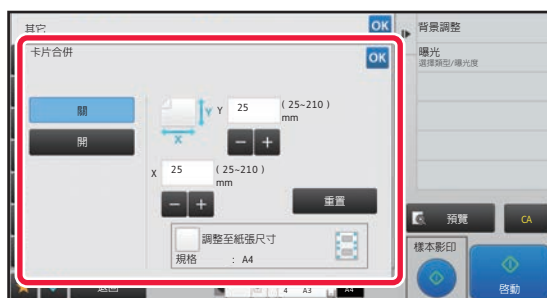 其它
OK
卡片合併
OK
關
開
Y 25 (25~210)
mm
X 25 (25~210)
mm
重置
調整至紙張尺寸
規格 : A4
背景調整
曝光
選擇類型/曝光度
預覽
CA
樣本影印
啓動
4 A3
A4